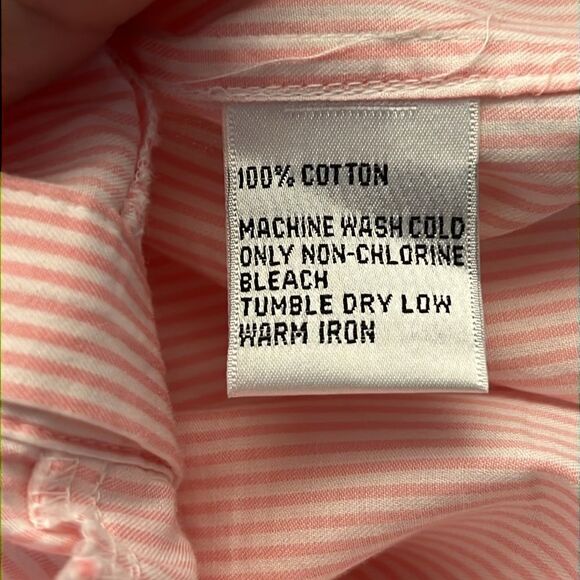 100% COTTON
MACHINE WASH COLD
ONLY NON-CHLORINE
BLEACH
TUMBLE DRY LOW
WARM IRON